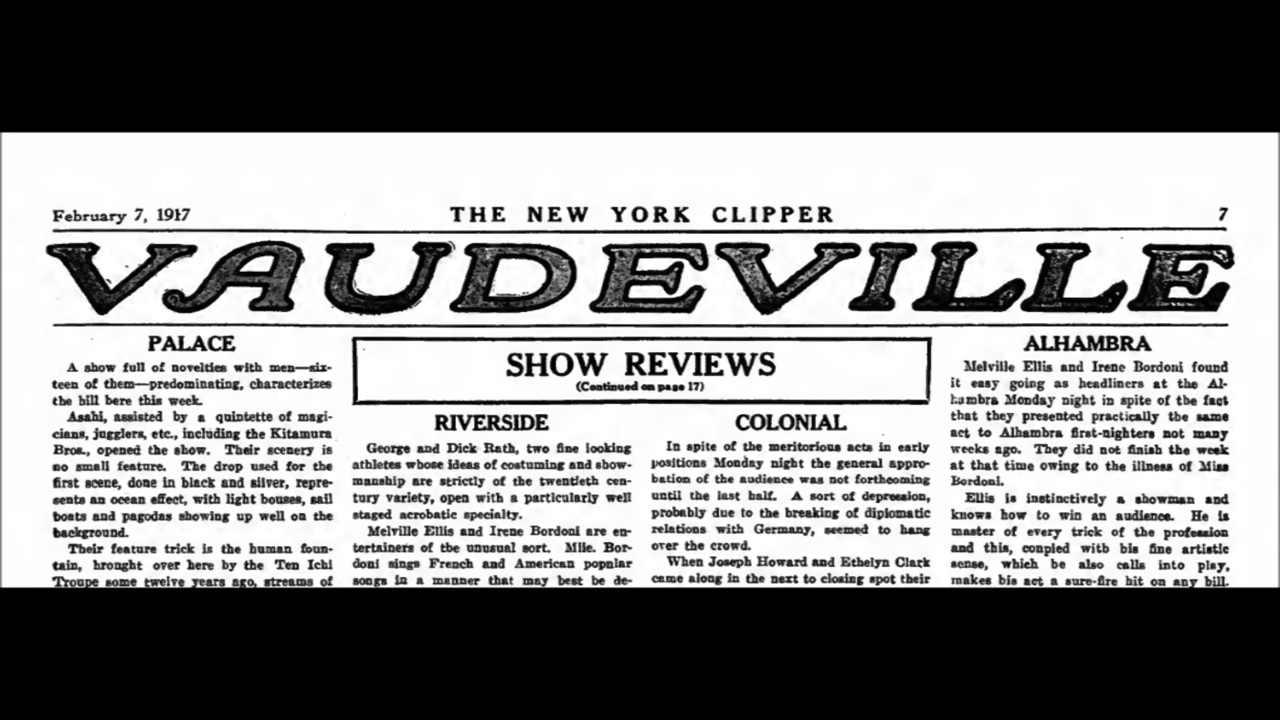 February 7, 1917
THE NEW YORK CLIPPER
7
VAUDEVILLE
PALACE
A show full of novelties with men—six-
teen of them—predominating, characterizes
the bill here this week.
Asahi, assisted by a quintette of magi-
cians, jugglers, etc., including the Kitamura
Bros., opened the show. Their scenery is
no small feature. The drop used for the
first scene, done in black and silver, repre-
sents an ocean effect, with light houses, sail
boats and pagodas showing up well on the
background.
Their feature trick is the human foun-
tain, brought over here by the Ten Ichi
Troupe some twelve years ago, streams of
SHOW REVIEWS
(Continued on page 17)
RIVERSIDE
George and Dick Rath, two fine looking
athletes whose ideas of costuming and show-
manship are strictly of the twentieth cen-
tury variety, open with a particularly well
staged acrobatic specialty.
Melville Ellis and Irene Bordoni are en-
tertainers of the unusual sort. Mlle. Bor-
doni sings French and American popular
songs in a manner that may best be de-
COLONIAL
In spite of the meritorious acts in early
positions Monday night the general appro-
bation of the audience was not forthcoming
until the last half. A sort of depression,
probably due to the breaking of diplomatic
relations with Germany, seemed to hang
over the crowd.
When Joseph Howard and Ethelyn Clark
came along in the next to closing spot their
ALHAMBRA
Melville Ellis and Irene Bordoni found
it easy going as headliners at the Al-
hambra Monday night in spite of the fact
that they presented practically the same
act to Alhambra first-nighters not many
weeks ago. They did not finish the week
at that time owing to the illness of Miss
Bordoni.
Ellis is instinctively a showman and
knows how to win an audience. He is
master of every trick of the profession
and this, coupled with his fine artistic
sense, which he also calls into play,
makes his act a sure-fire hit on any bill.